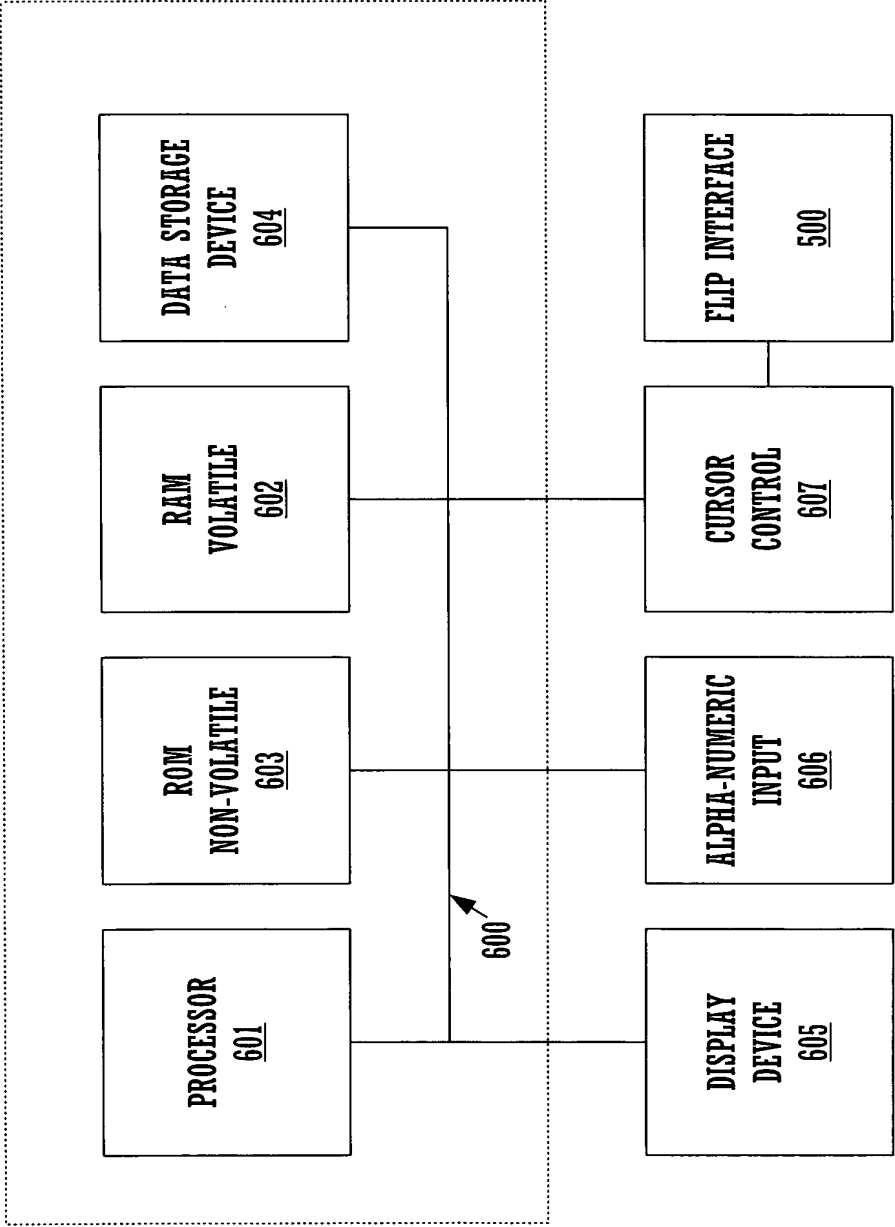 PROCESSOR
601
ROM
NON-VOLATILE
603
RAM
VOLATILE
602
DATA STORAGE
DEVICE
604
600
DISPLAY
DEVICE
605
ALPHA-NUMERIC
INPUT
606
CURSOR
CONTROL
607
FLIP INTERFACE
500